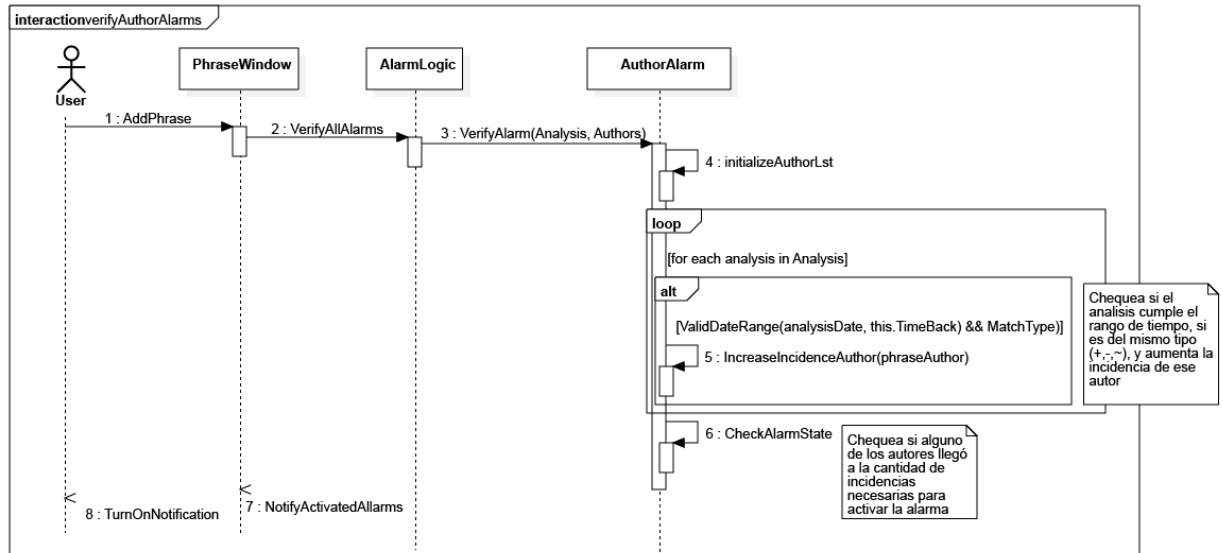 interactionverifyAuthorAlarms
User
PhraseWindow
AlarmLogic
AuthorAlarm
1 : AddPhrase
2 : VerifyAllAlarms
3 : VerifyAlarm(Analysis, Authors)
4 : initializeAuthorLst
loop
[for each analysis in Analysis]
alt
[ValidDateRange(analysisDate, this.TimeBack) && MatchType)]
5 : IncreaseIncidenceAuthor(phraseAuthor)
Chequea si el
analisis cumple el
rango de tiempo, si
es del mismo tipo
(+,-,~), y aumenta la
incidencia de ese
autor
6 : CheckAlarmState
Chequea si alguno
de los autores llegó
a la cantidad de
incidencias
necesarias para
activar la alarma
7 : NotifyActivatedAllarms
8 : TurnOnNotification